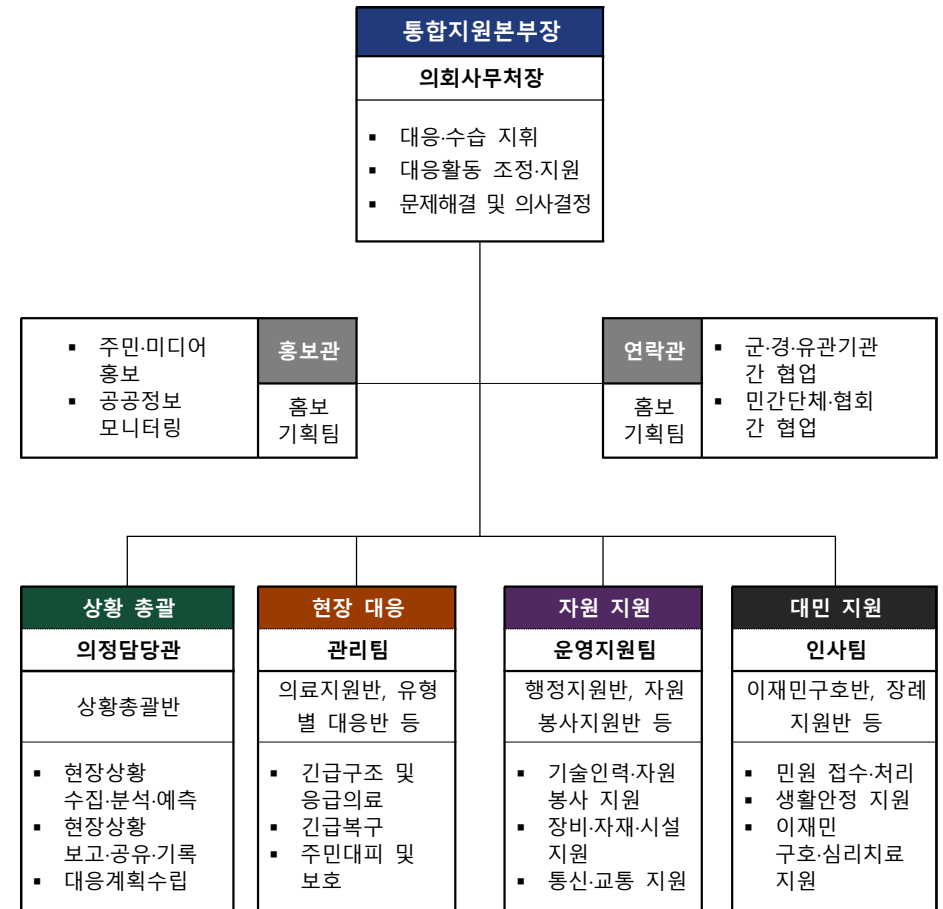 통합지원본부장
의회사무처장
▪ 대응·수습 지휘
▪ 대응활동 조정·지원
▪ 문제해결 및 의사결정
▪ 주민·미디어
홍보
▪ 공공정보
모니터링
홍보관
홈보
기획팀
연락관
홈보
기획팀
▪ 군·경·유관기관
간 협업
▪ 민간단체·협회
간 협업
상황 총괄
의정담당관
상황총괄반
▪ 현장상황
수집·분석·예측
▪ 현장상황
보고·공유·기록
▪ 대응계획수립
현장 대응
관리팀
의료지원반, 유형
별 대응반 등
▪ 긴급구조 및
응급의료
▪ 긴급복구
▪ 주민대피 및
보호
자원 지원
운영지원팀
행정지원반, 자원
봉사지원반 등
▪ 기술인력·자원
봉사 지원
▪ 장비·자재·시설
지원
▪ 통신·교통 지원
대민 지원
인사팀
이재민구호반, 장례
지원반 등
▪ 민원 접수·처리
▪ 생활안정 지원
▪ 이재민
구호·심리치료
지원